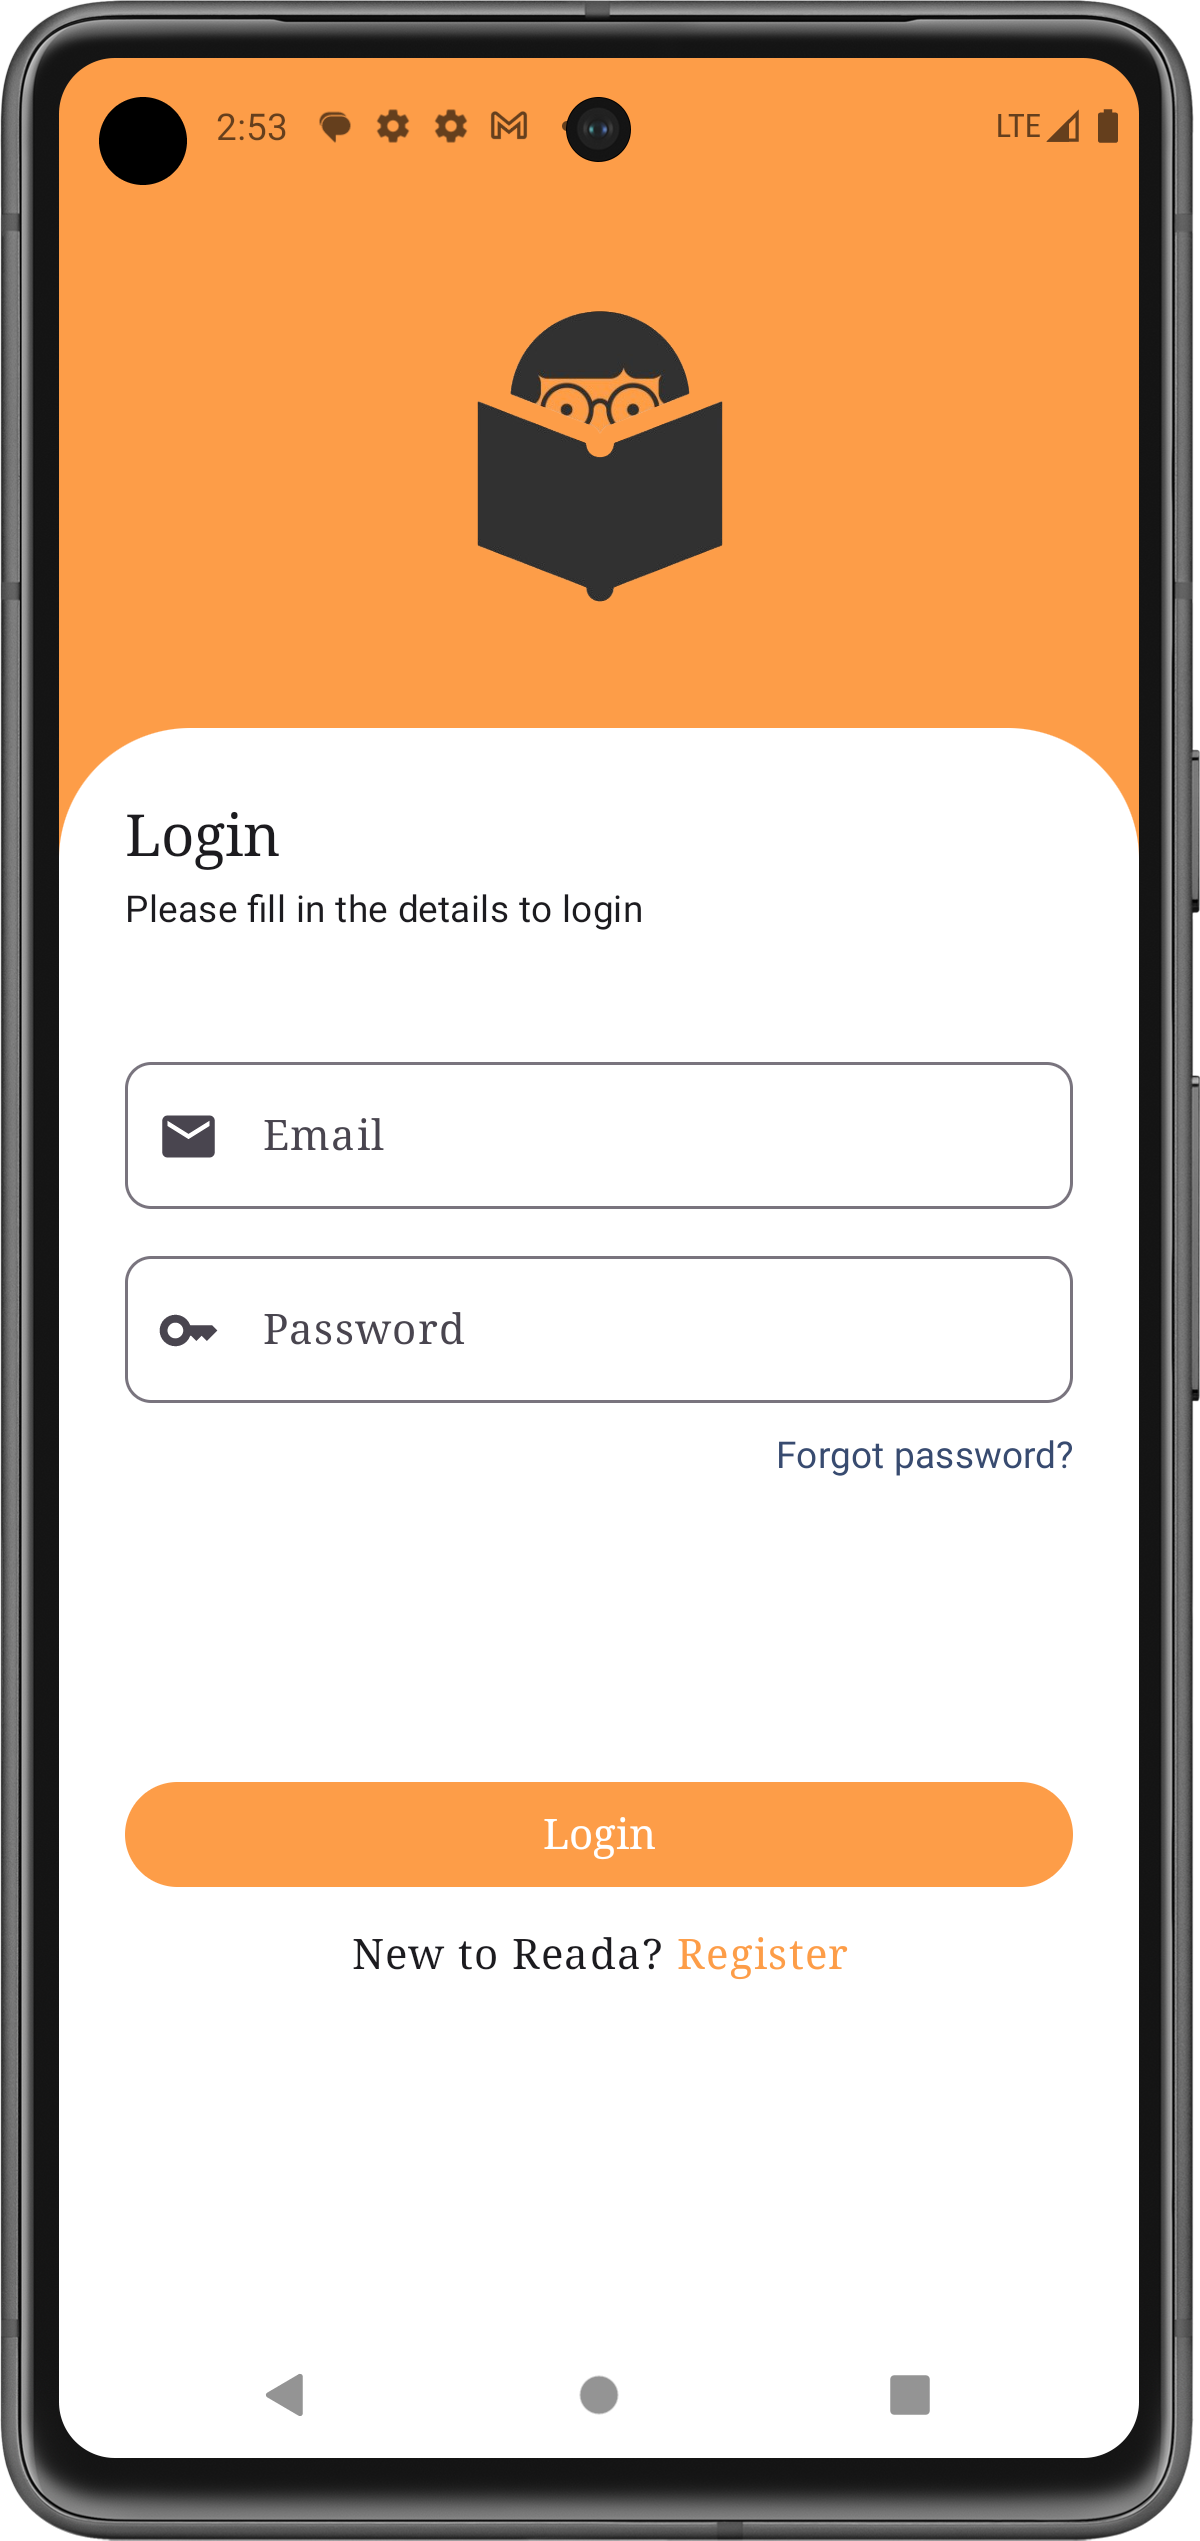 2:53 LTE
Login
Please fill in the details to login
Email
Password
Forgot password?
Login
New to Reada? Register